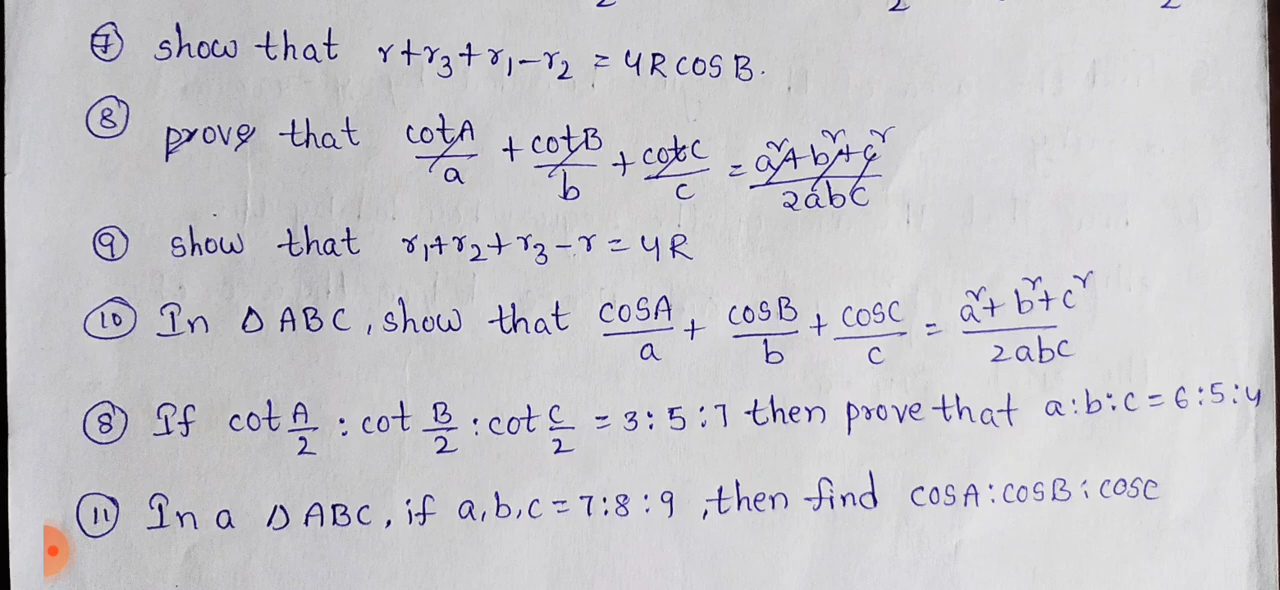 ⑦ show that r+r₃+r₁-r₂ = 4RcosB.
⑧ prove that cotA/a + cotB/b + cotC/c = a²+b²+c²/2abc
⑨ show that r₁+r₂+r₃-r = 4R
⑩ In Δ ABC, show that cosA/a + cosB/b + cosc/c = a²+b²+c²/2abc
⑧ If cot A/2 : cot B/2 : cot C/2 = 3:5:7 then prove that a:b:c = 6:5:4
⑪ In a Δ ABC, if a,b,c = 7:8:9, then find cosA:cosB:cosc